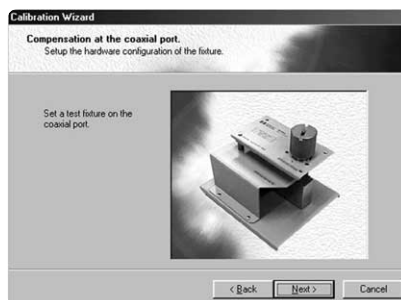 Calibration Wizard
Compensation at the coaxial port.
Setup the hardware configuration of the fixture.
Set a test fixture on the
coaxial port.
< Back
Next >
Cancel